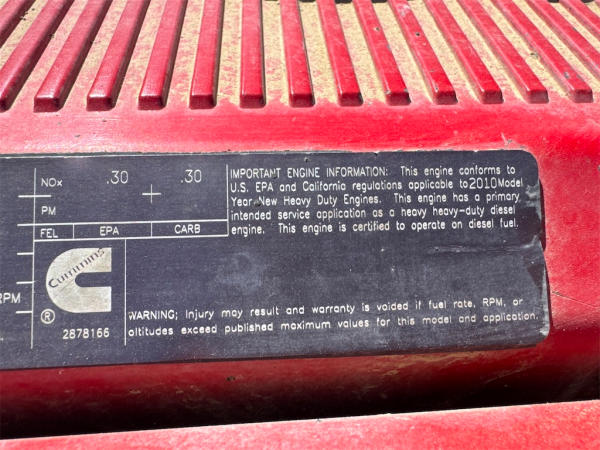 NOx .30 .30
PM
FEL EPA CARB
IMPORTANT ENGINE INFORMATION: This engine conforms to
U.S. EPA and California regulations applicable to 2010 Model
Year New Heavy Duty Engines. This engine has a primary
intended service application as a heavy heavy-duty diesel
engine. This engine is certified to operate on diesel fuel.
RPM
Cummins
®
2878166
WARNING; Injury may result and warranty is voided if fuel rate, RPM, or
altitudes exceed published maximum values for this model and application.